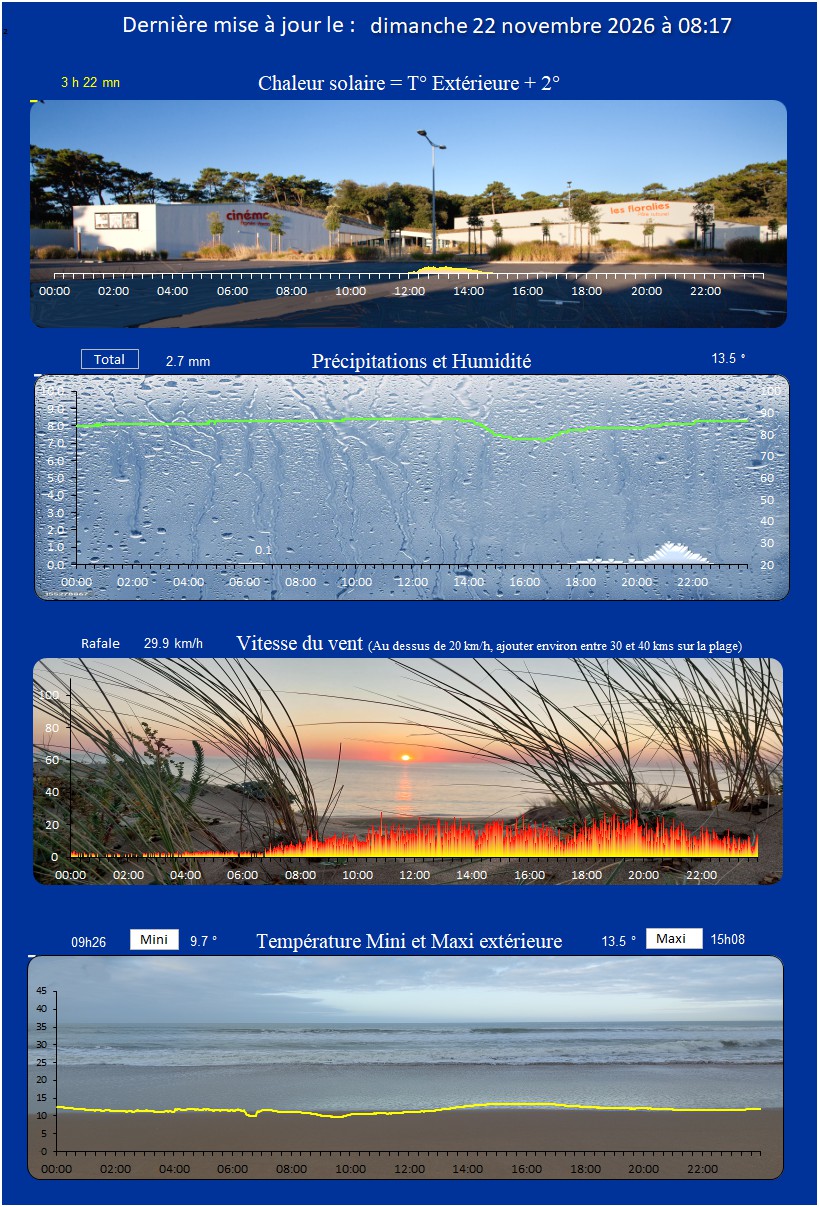 Dernière mise à jour le : dimanche 22 novembre 2026 à 08:17
3 h 22 mn Chaleur solaire = T° Extérieure + 2°
cinéma
les floralies
00:00 02:00 04:00 06:00 08:00 10:00 12:00 14:00 16:00 18:00 20:00 22:00
Total 2.7 mm Précipitations et Humidité 13.5 °
10.0 100
9.0 90
8.0 80
7.0 70
6.0 60
5.0 50
4.0 40
3.0 30
2.0 20
1.0
0.0
0.1
00:00 02:00 04:00 06:00 08:00 10:00 12:00 14:00 16:00 18:00 20:00 22:00
Rafale 29.9 km/h Vitesse du vent (Au dessus de 20 km/h, ajouter environ entre 30 et 40 kms sur la plage)
100
80
60
40
20
0
00:00 02:00 04:00 06:00 08:00 10:00 12:00 14:00 16:00 18:00 20:00 22:00
09h26 Mini 9.7 ° Température Mini et Maxi extérieure 13.5 ° Maxi 15h08
45
40
35
30
25
20
15
10
5
0
00:00 02:00 04:00 06:00 08:00 10:00 12:00 14:00 16:00 18:00 20:00 22:00